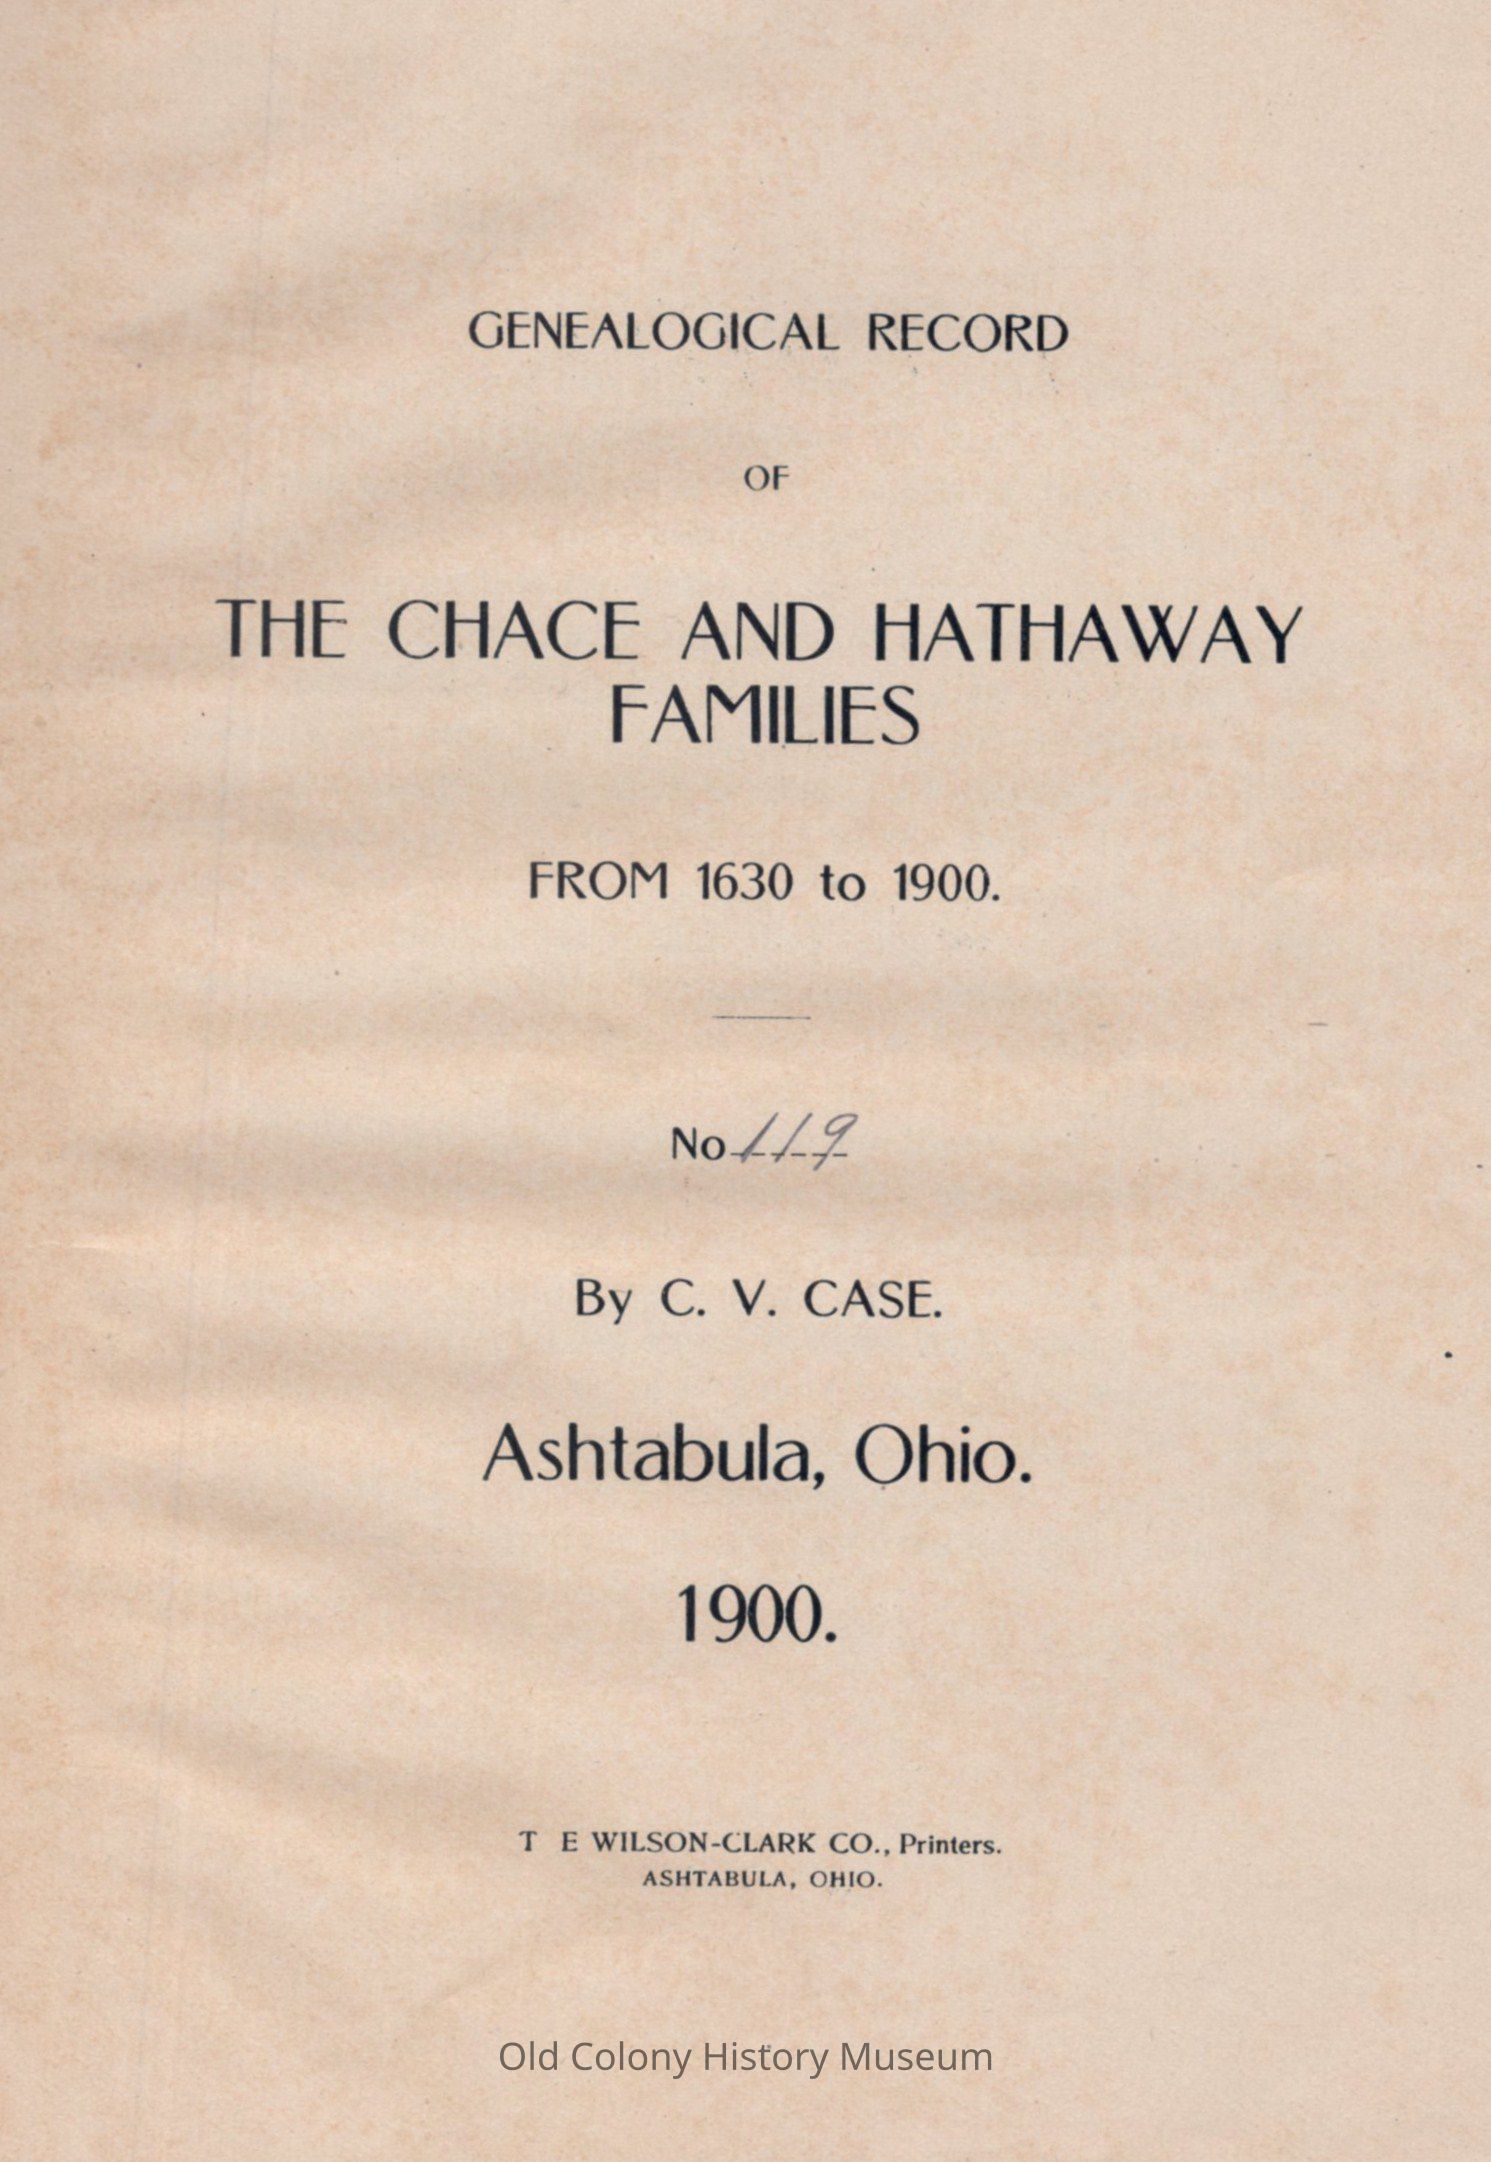 GENEALOGICAL RECORD
OF
THE CHACE AND HATHAWAY
FAMILIES
FROM 1630 to 1900.
No 119
By C. V. CASE.
Ashtabula, Ohio.
1900.
T E WILSON-CLARK CO., Printers.
ASHTABULA, OHIO.
Old Colony History Museum